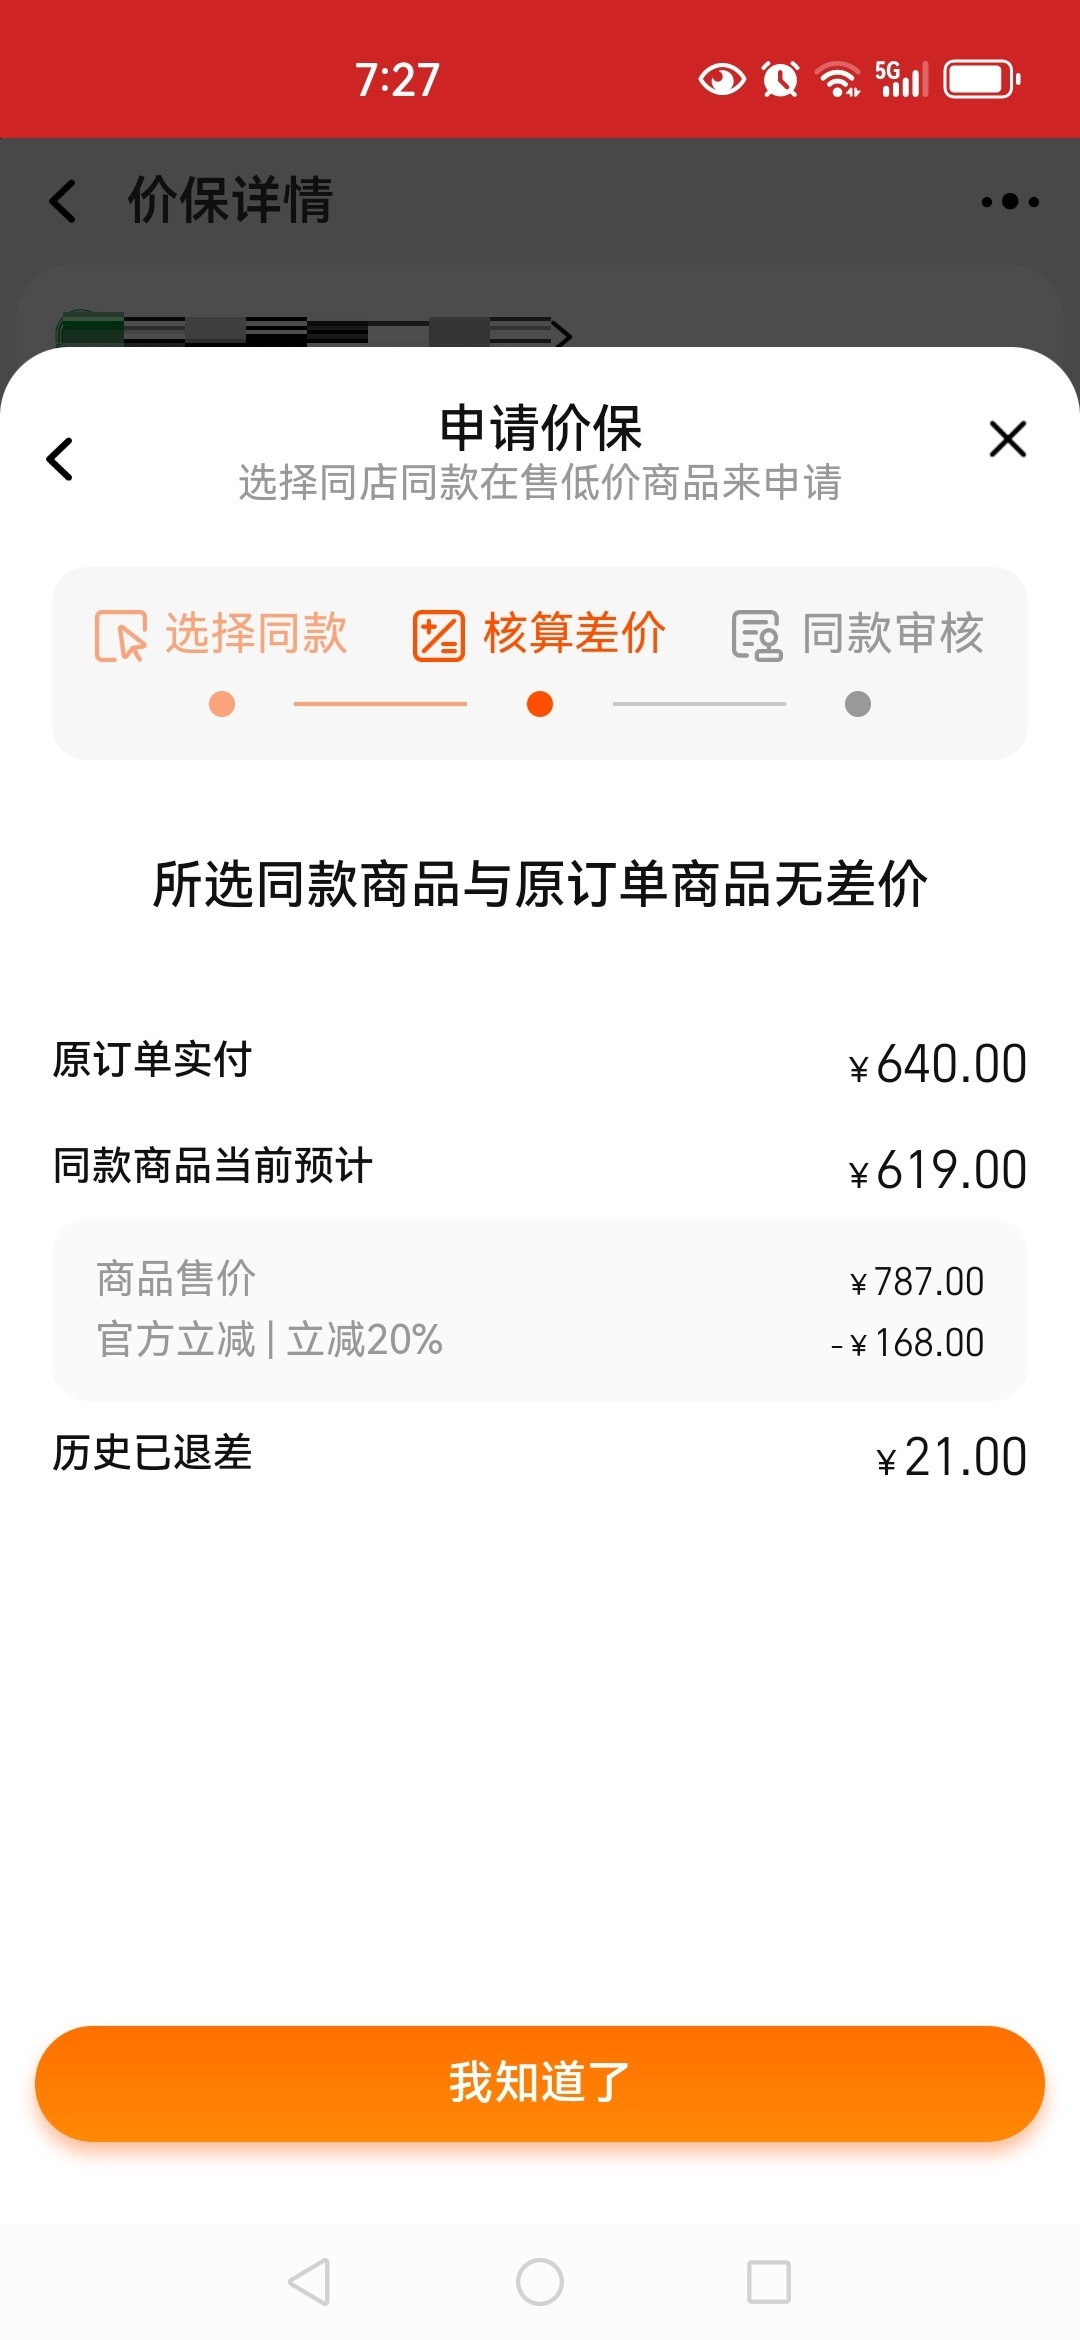 7:27
5G
价保详情
申请价保
选择同店同款在售低价商品来申请
选择同款
核算差价
同款审核
所选同款商品与原订单商品无差价
原订单实付 ¥640.00
同款商品当前预计 ¥619.00
商品售价 ¥787.00
官方立减 | 立减20% -¥168.00
历史已退差 ¥21.00
我知道了